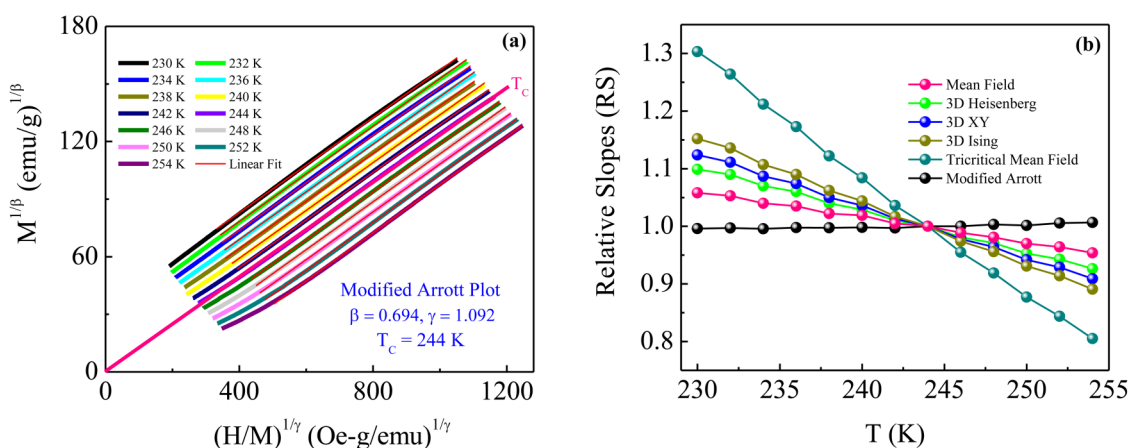 (a)
180
120
60
0
M^{1/β} (emu/g)^{1/β}
230 K 232 K
234 K 236 K
238 K 240 K
242 K 244 K
246 K 248 K
250 K 252 K
254 K Linear Fit
T_C
Modified Arrott Plot
β = 0.694, γ = 1.092
T_C = 244 K
0 400 800 1200
(H/M)^{1/γ} (Oe-g/emu)^{1/γ}
(b)
1.3
1.2
1.1
1.0
0.9
0.8
Relative Slopes (RS)
Mean Field
3D Heisenberg
3D XY
3D Ising
Tricritical Mean Field
Modified Arrott
230 235 240 245 250 255
T (K)